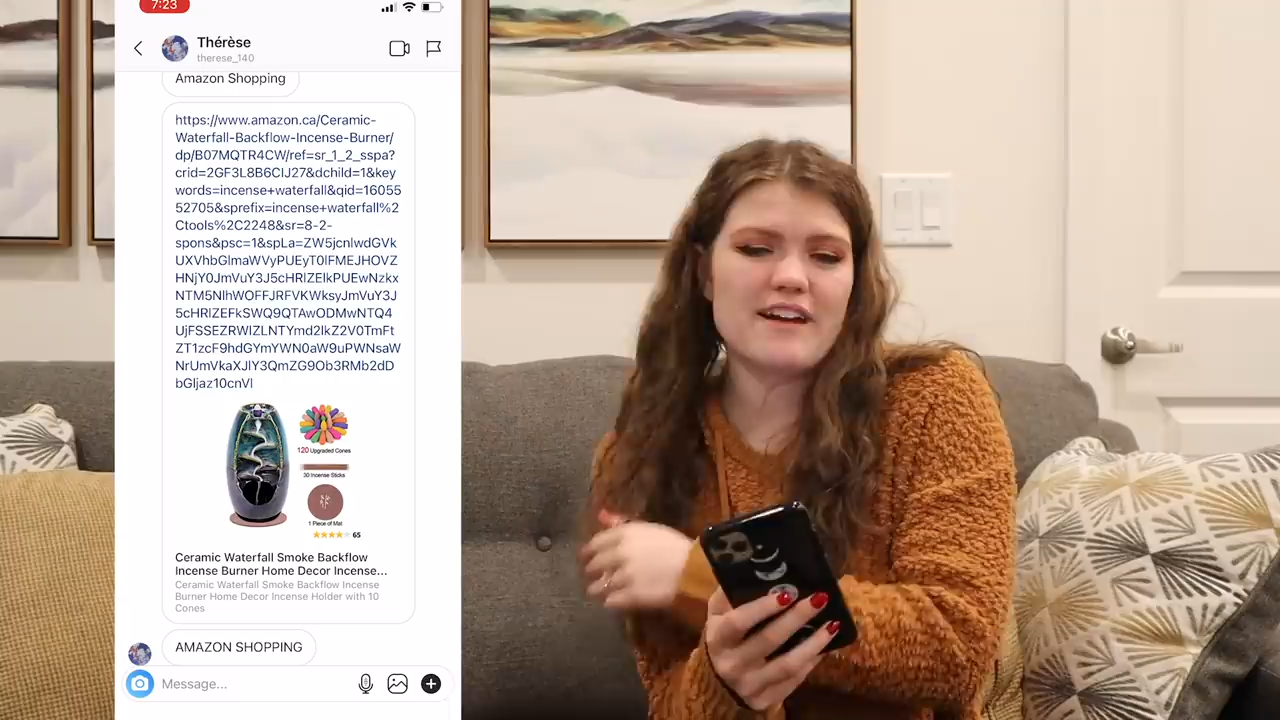 7:23
Thérèse
therese_140
Amazon Shopping
https://www.amazon.ca/Ceramic-
Waterfall-Backflow-Incense-Burner/
dp/B07MQTR4CW/ref=sr_1_2_sspa?
crid=2GF3L8B6CIJ27&dchild=1&key
words=incense+waterfall&qid=16055
52705&sprefix=incense+waterfall%2
Ctools%2C2248&sr=8-2-
spons&psc=1&spLa=ZW5jcnlwdGVk
UXVhbGlmaWVyPUEyT0lFMEJHOVZ
HNjY0JmVuY3J5cHRlZElkPUEwNzkx
NTM5NlhWOFFJRFVKWksyJmVuY3J
5cHRlZEFkSWQ9QTAwODMwNTQ4
UjFSSEZRWlZLNTYmd2lkZ2V0TmFt
ZT1zcF9hdGYmYWN0aW9uPWNsaW
NrUmVkaXJlY3QmZG9Ob3RMb2dD
bGljaz10cnVl
120 Upgraded Cones
30 Incense Sticks
1 Piece of Mat
65
Ceramic Waterfall Smoke Backflow
Incense Burner Home Decor Incense...
Ceramic Waterfall Smoke Backflow Incense
Burner Home Decor Incense Holder with 10
Cones
AMAZON SHOPPING
Message...